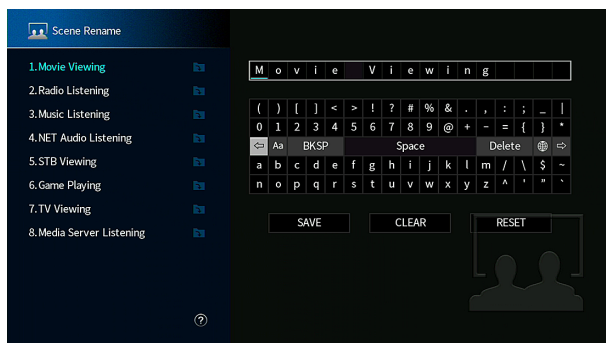 Scene Rename
1.Movie Viewing
2.Radio Listening
3.Music Listening
4.NET Audio Listening
5.STB Viewing
6.Game Playing
7.TV Viewing
8.Media Server Listening
?
M o v i e   V i e w i n g
( ) [ ] < > ! ? # % & . , : ; _ |
0 1 2 3 4 5 6 7 8 9 @ + - = { } *
⇦ Aa BKSP Space Delete ⇨
a b c d e f g h i j k l m / \ $ ~
n o p q r s t u v w x y z ^ ' " `
SAVE CLEAR RESET